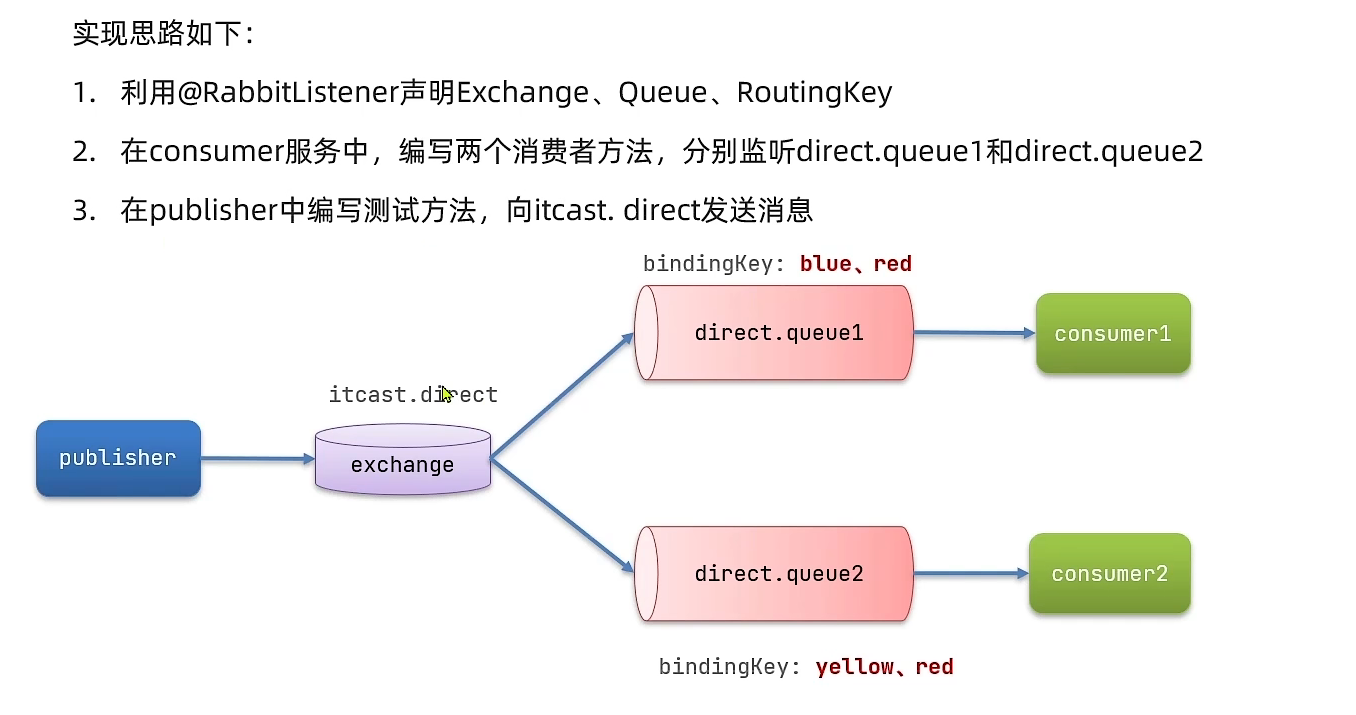 实现思路如下：
1. 利用@RabbitListener声明Exchange、Queue、RoutingKey
2. 在consumer服务中，编写两个消费者方法，分别监听direct.queue1和direct.queue2
3. 在publisher中编写测试方法，向itcast. direct发送消息
bindingKey: blue、red
direct.queue1
consumer1
itcast.direct
publisher
exchange
direct.queue2
consumer2
bindingKey: yellow、red